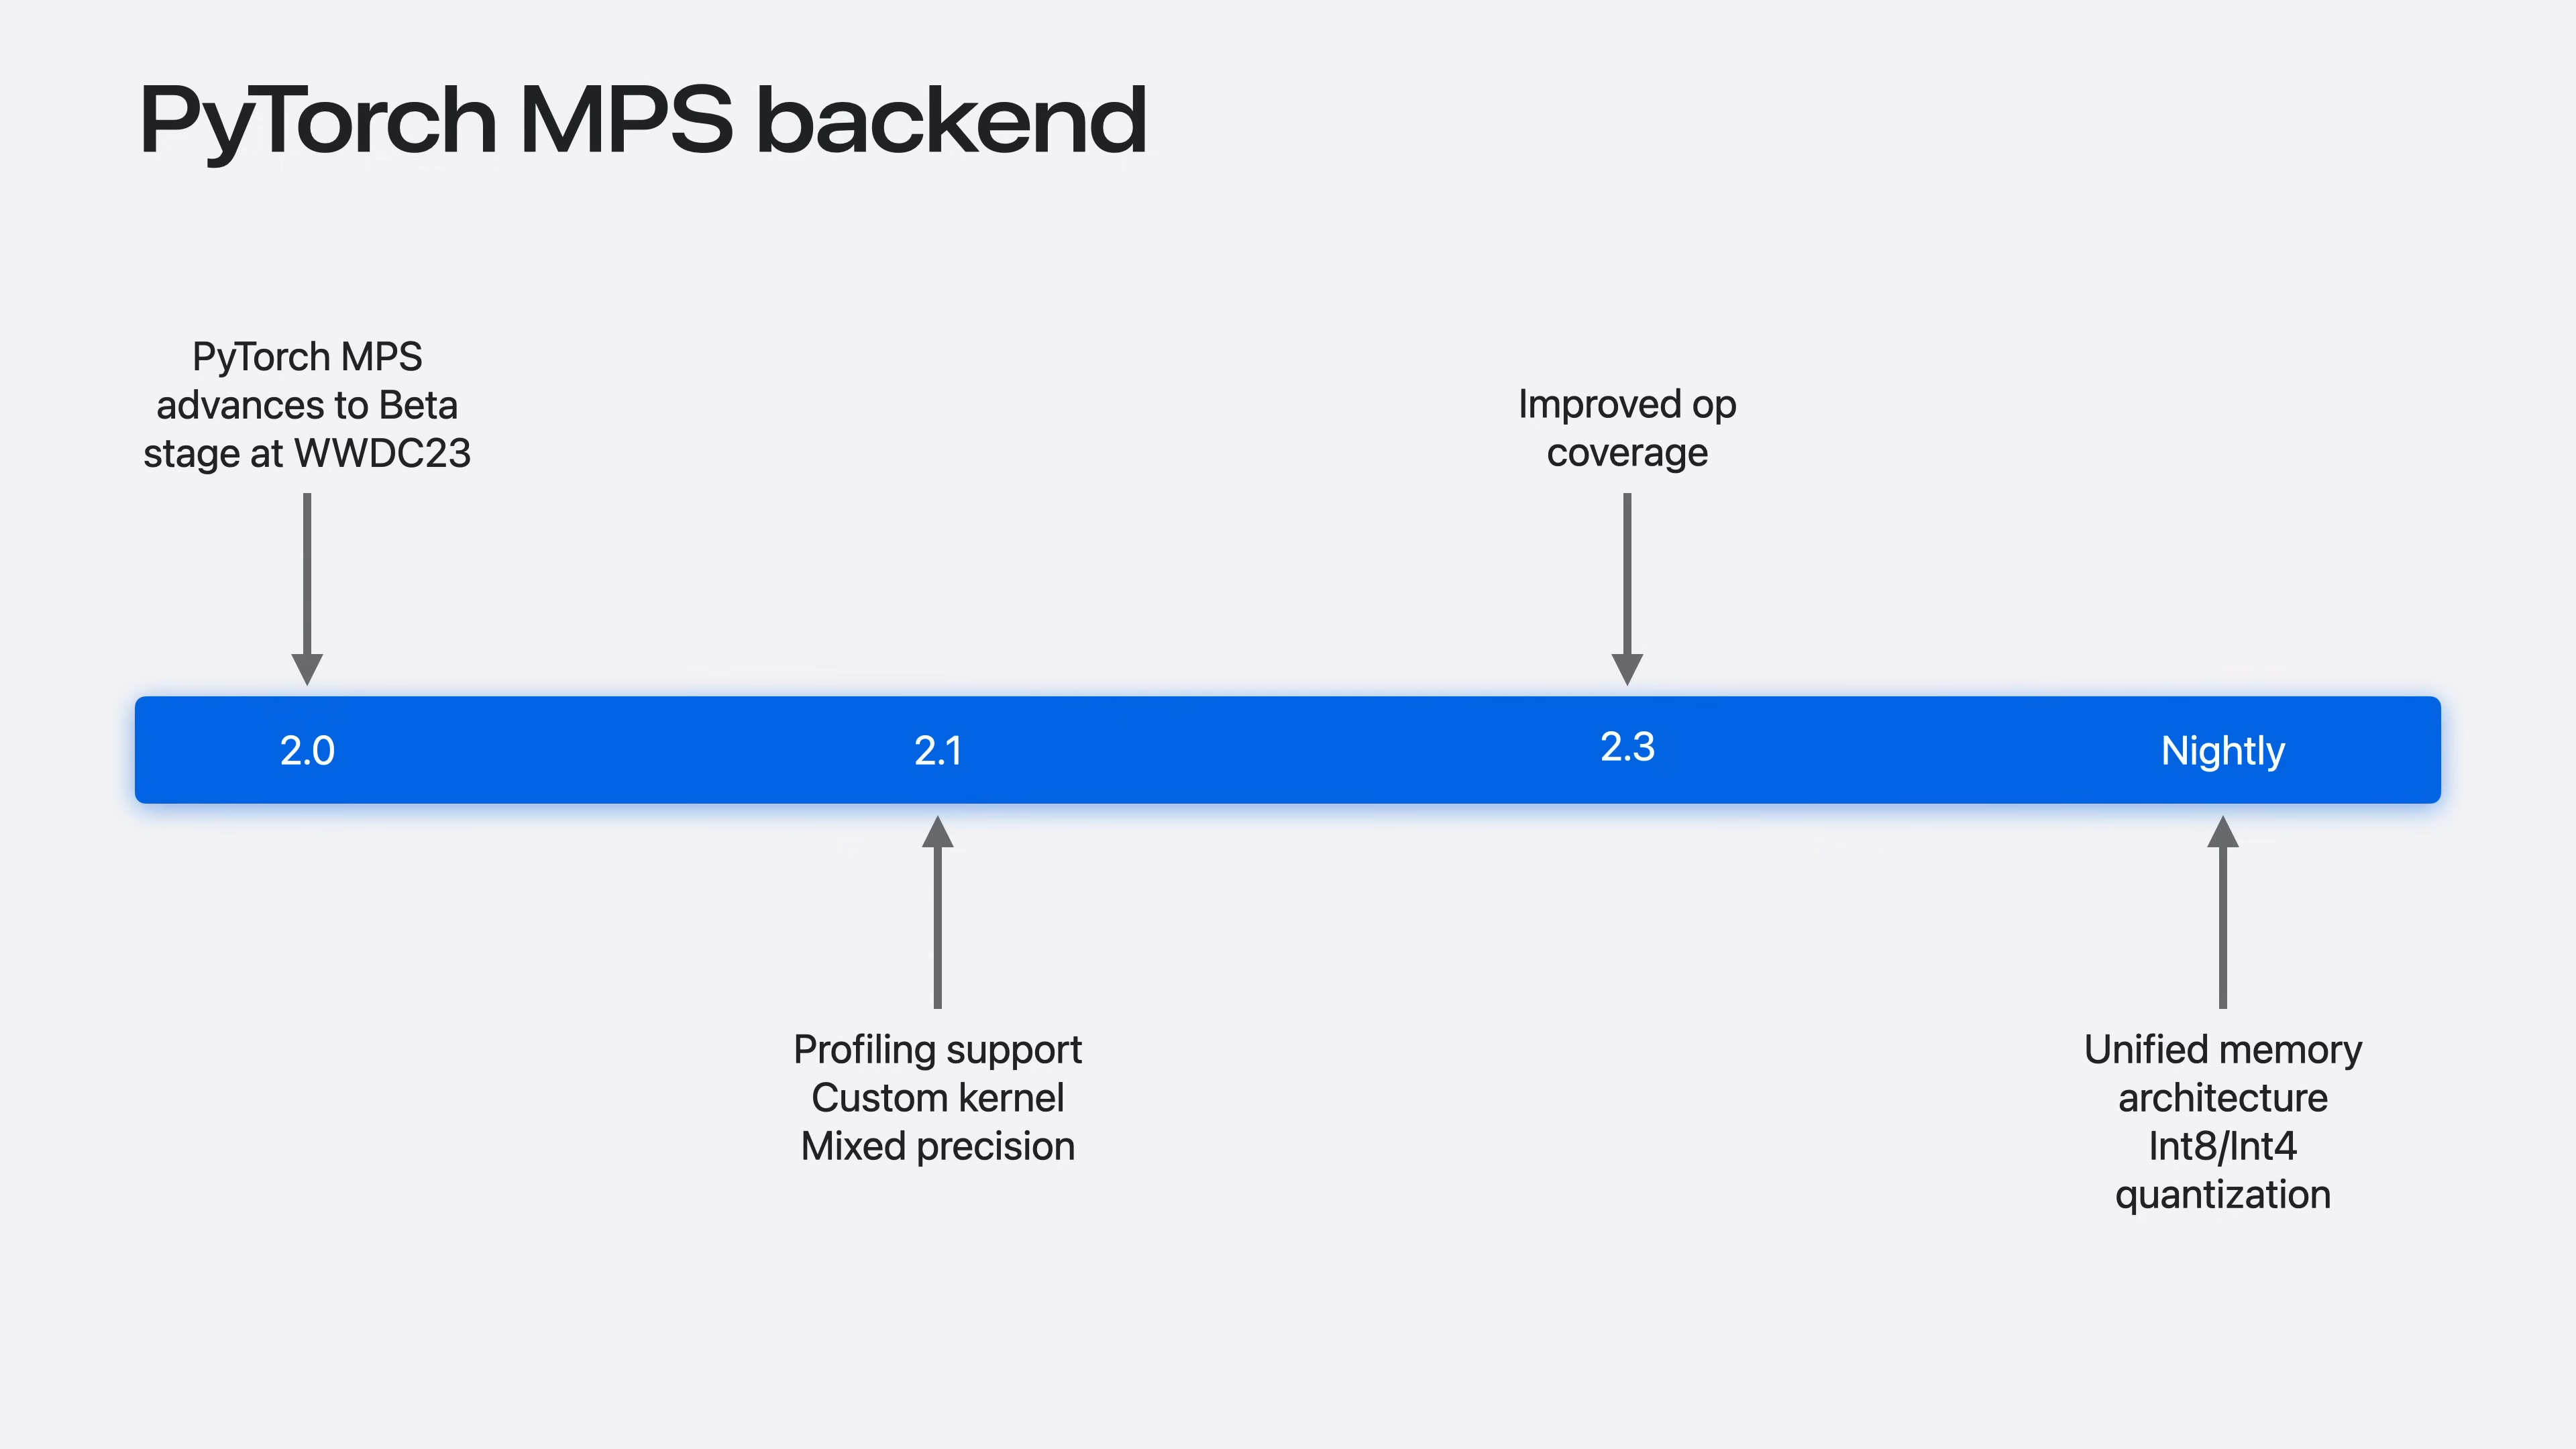 PyTorch MPS backend
PyTorch MPS
advances to Beta
stage at WWDC23
Improved op
coverage
2.0
2.1
2.3
Nightly
Profiling support
Custom kernel
Mixed precision
Unified memory
architecture
Int8/Int4
quantization